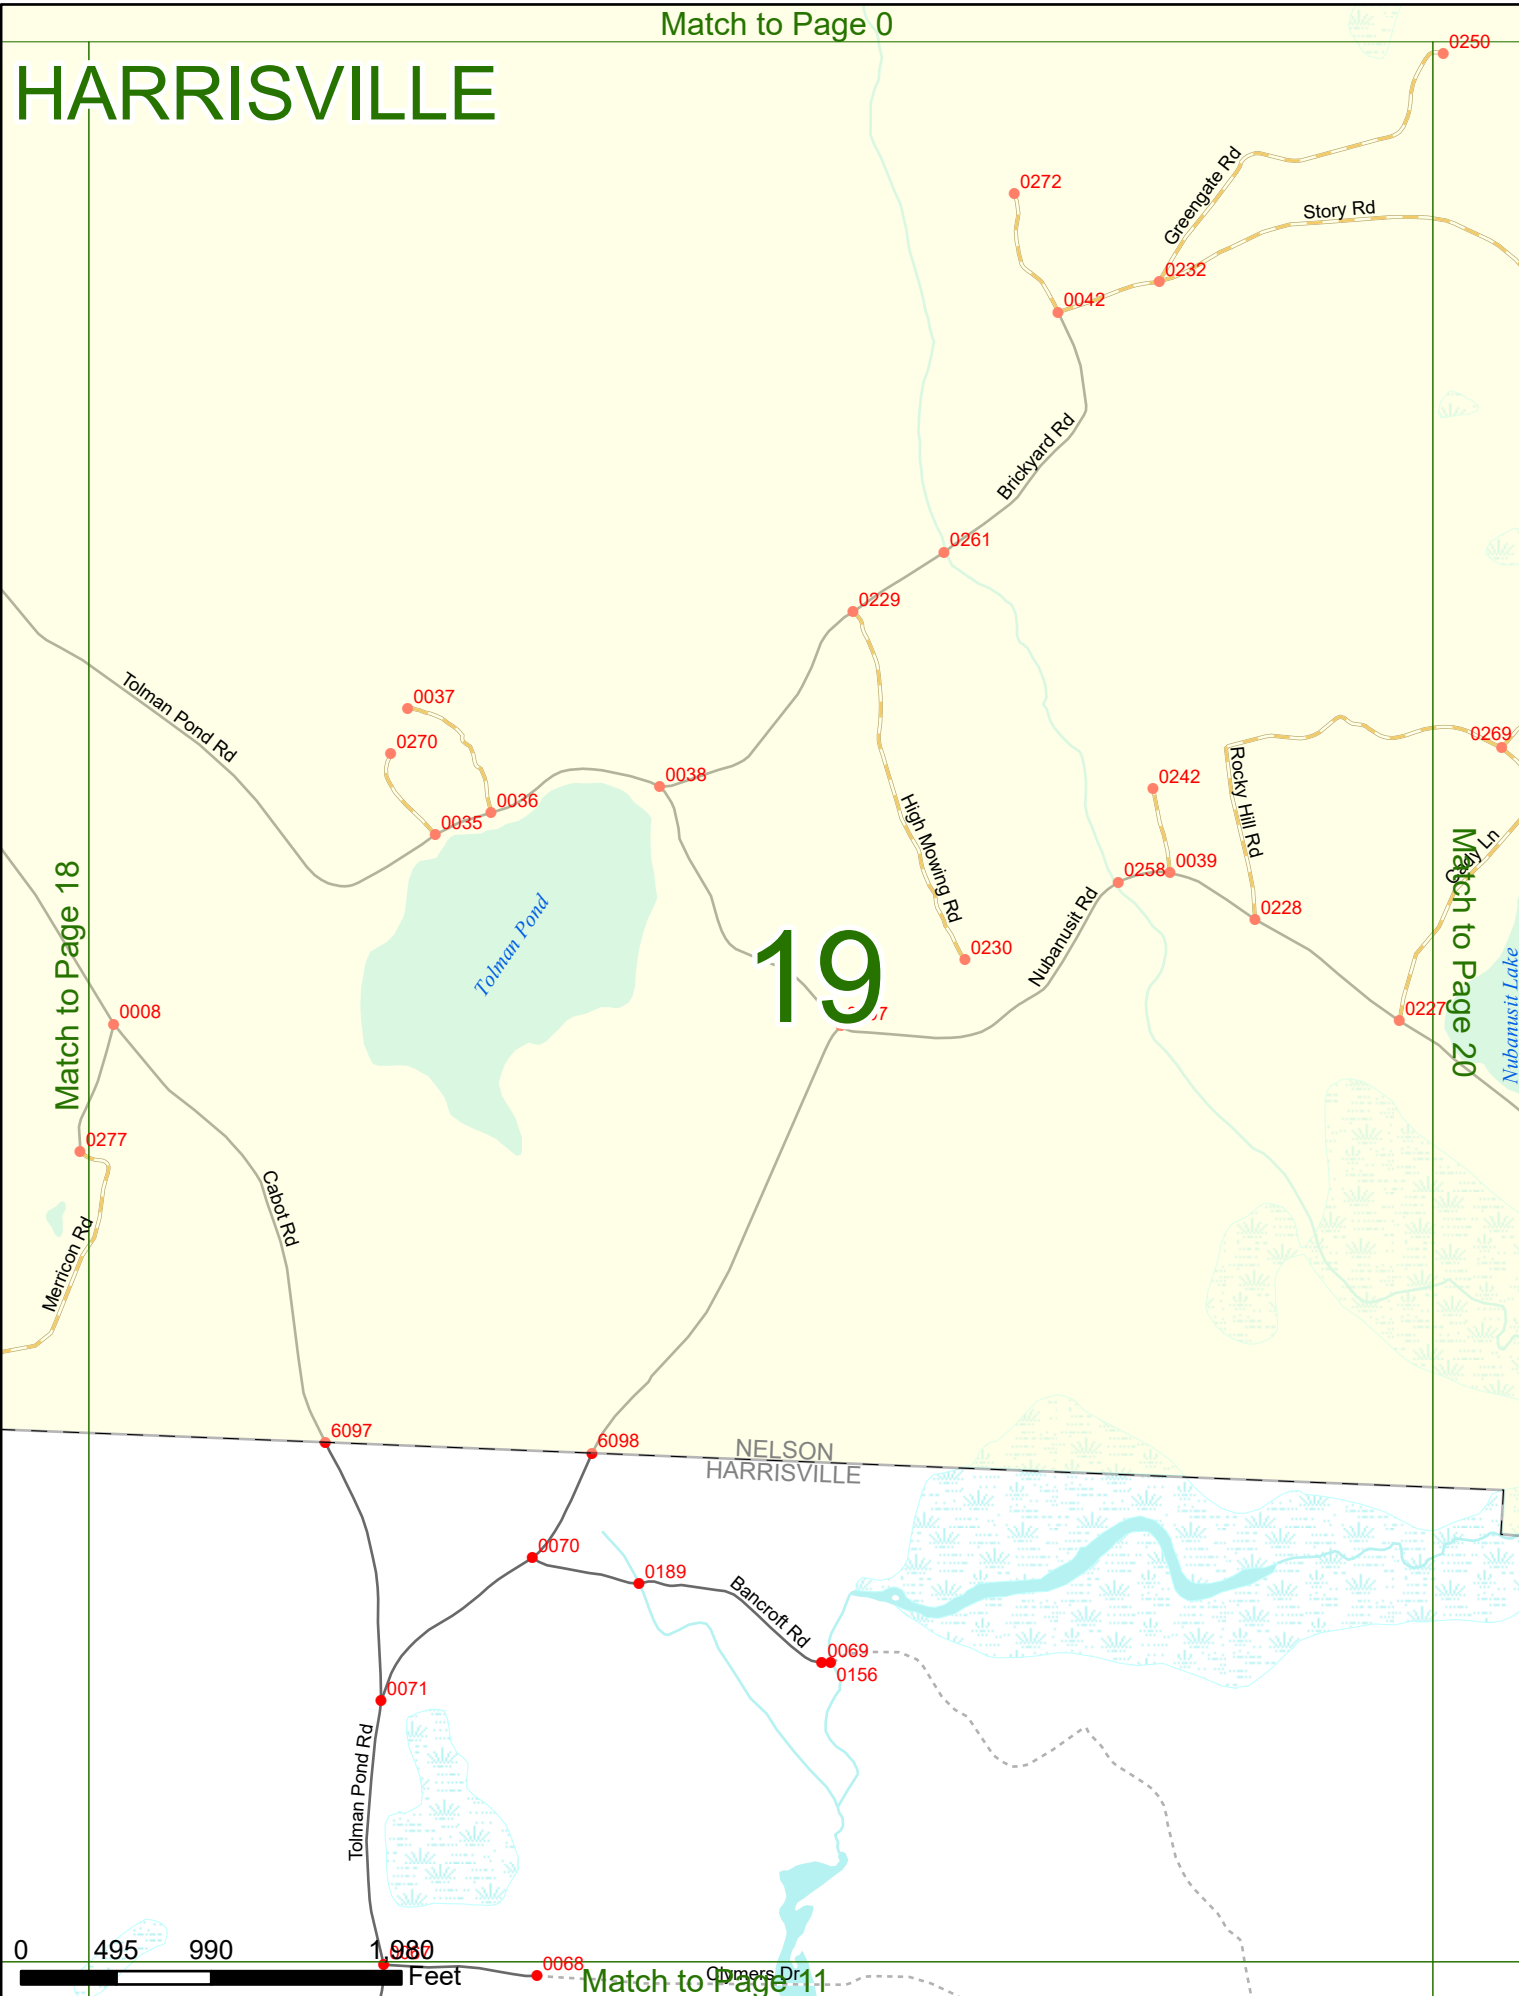 Match to Page 0
HARRISVILLE
0250
0272
Greengate Rd
Story Rd
0232
0042
Brickyard Rd
0261
0229
Tolman Pond Rd
0037
0270
0036
0035
0038
0269
0242
Rocky Hill Rd
High Mowing Rd
0258
0039
0228
Match to Page 18
Match to Page 20
Tolman Pond
19
0230
Nubanusit Rd
0227
Nubanusit Lake
0008
0277
Cabot Rd
Merricon Rd
6097
6098
NELSON
HARRISVILLE
0070
0189
Bancroft Rd
0069
0156
0071
Tolman Pond Rd
0 495 990 1,980
Feet
0067
0068
Clymers Dr
Match to Page 11